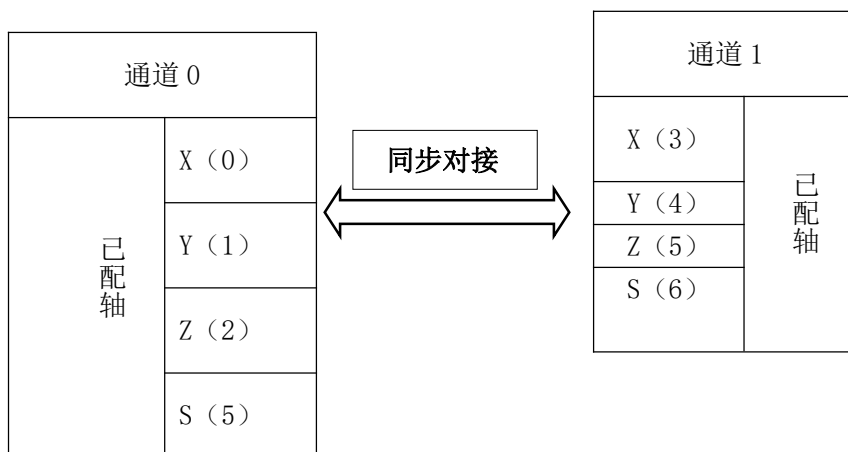 通道0
已配轴
X（0）
Y（1）
Z（2）
S（5）
同步对接
通道1
X（3）
Y（4）
Z（5）
S（6）
已配轴